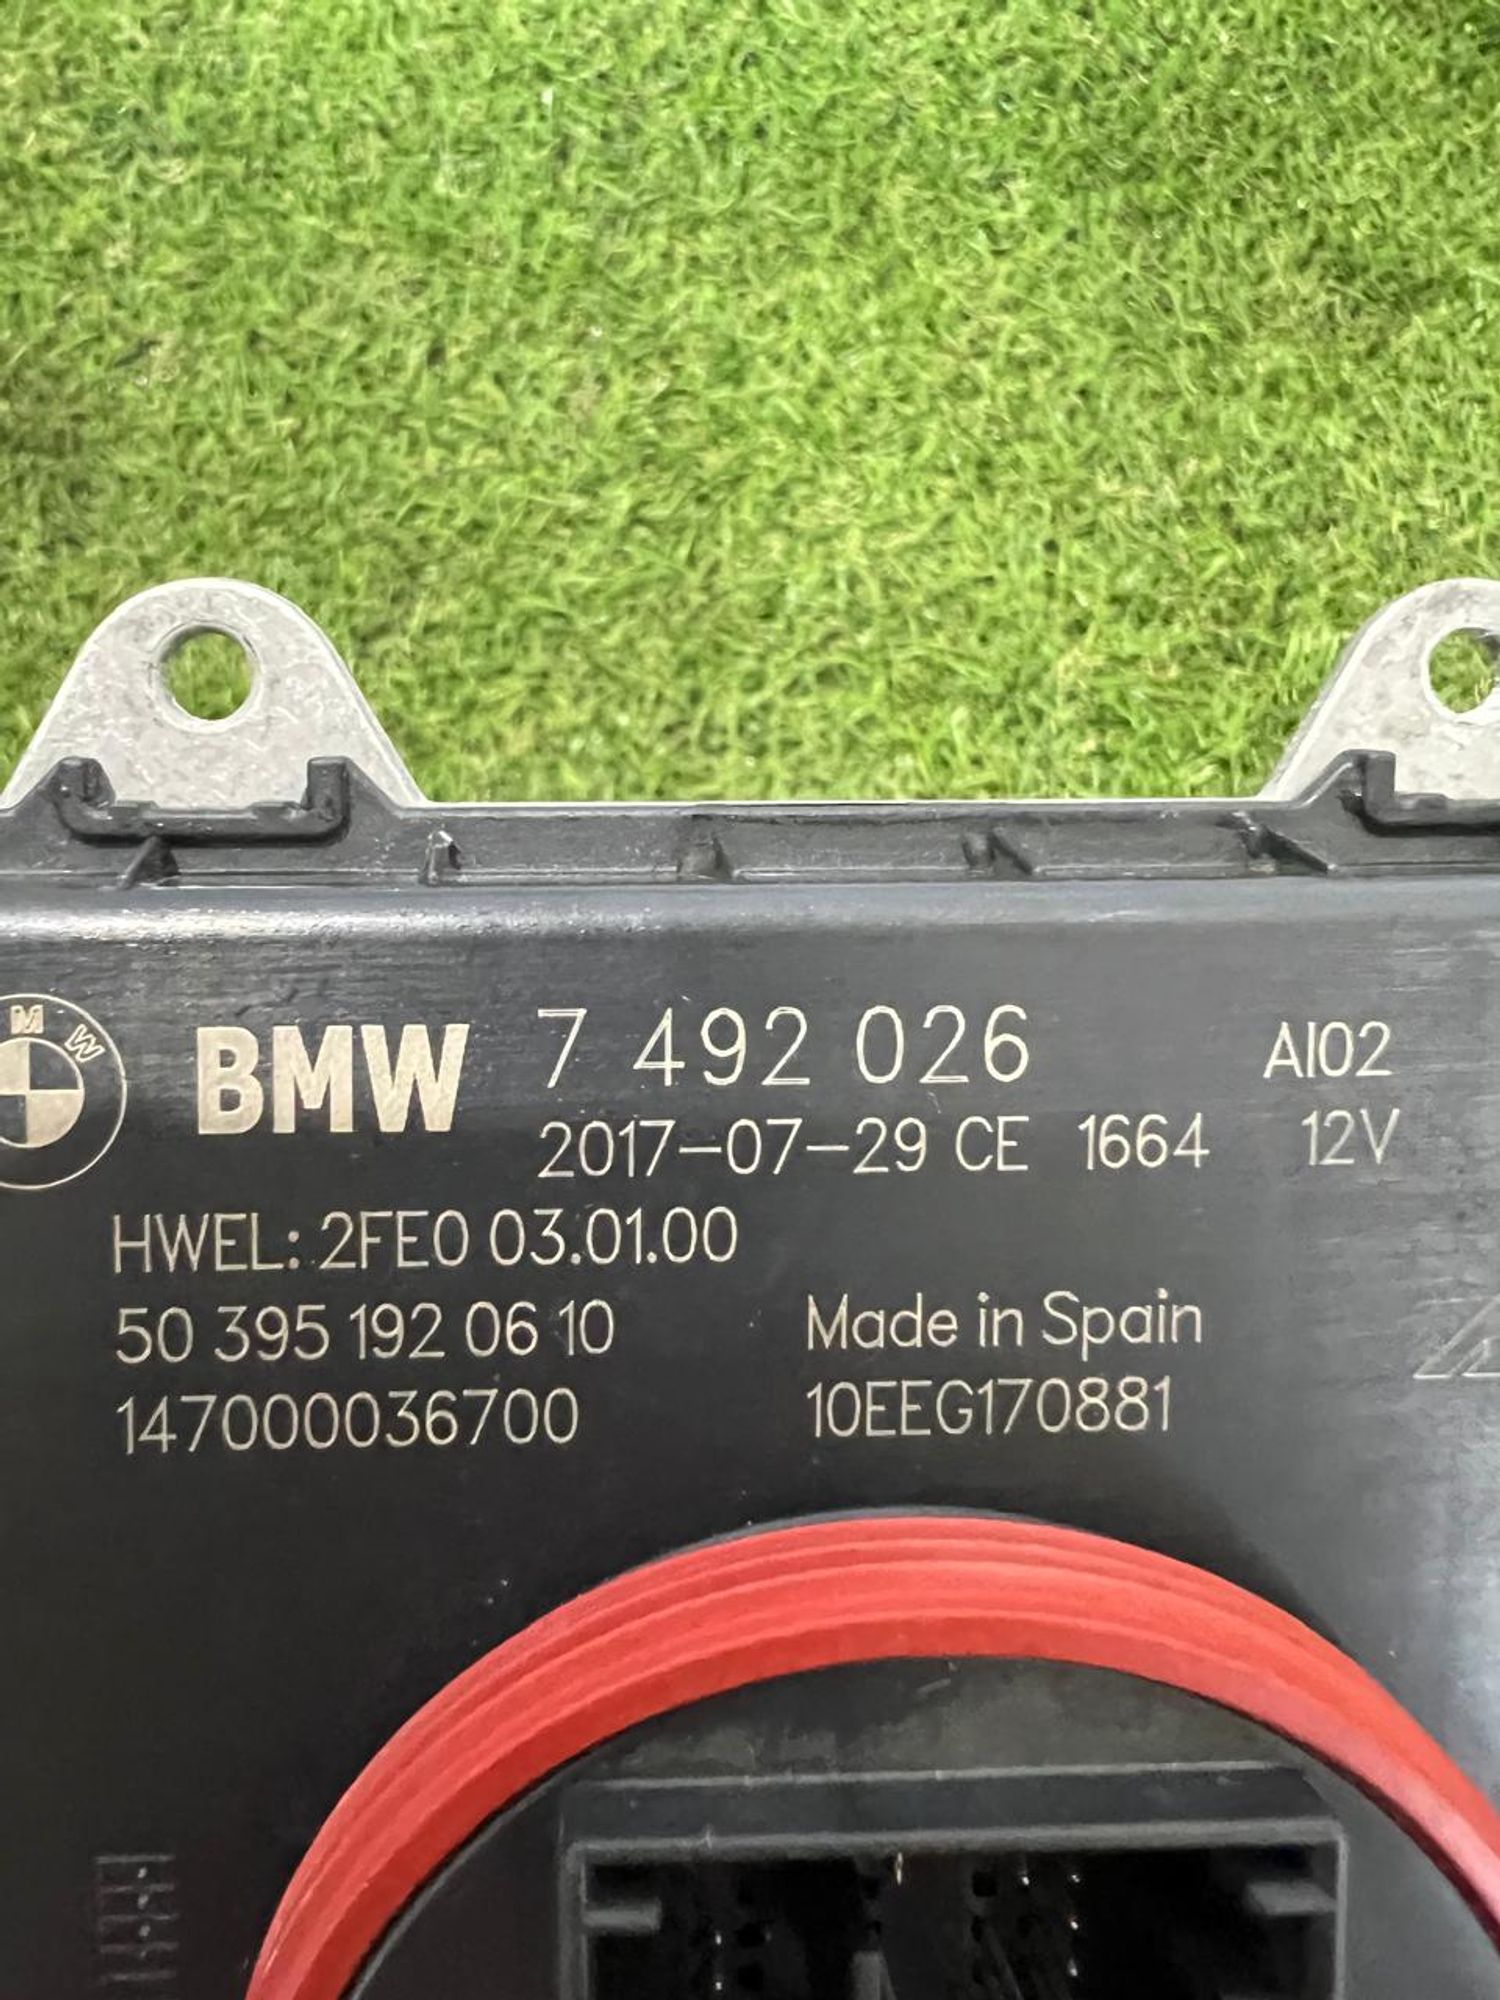 M W BMW 7 492 026 AI02
2017-07-29 CE 1664 12V
HWEL: 2FE0 03.01.00
50 395 192 06 10 Made in Spain
147000036700 10EEG170881